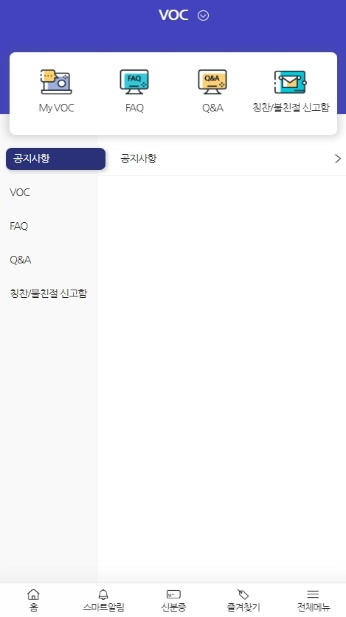 VOC
My VOC
FAQ
FAQ
Q&A
Q&A
칭찬/불친절 신고함
공지사항
공지사항
VOC
FAQ
Q&A
칭찬/불친절 신고함
홈
스마트알림
신분증
즐겨찾기
전체메뉴